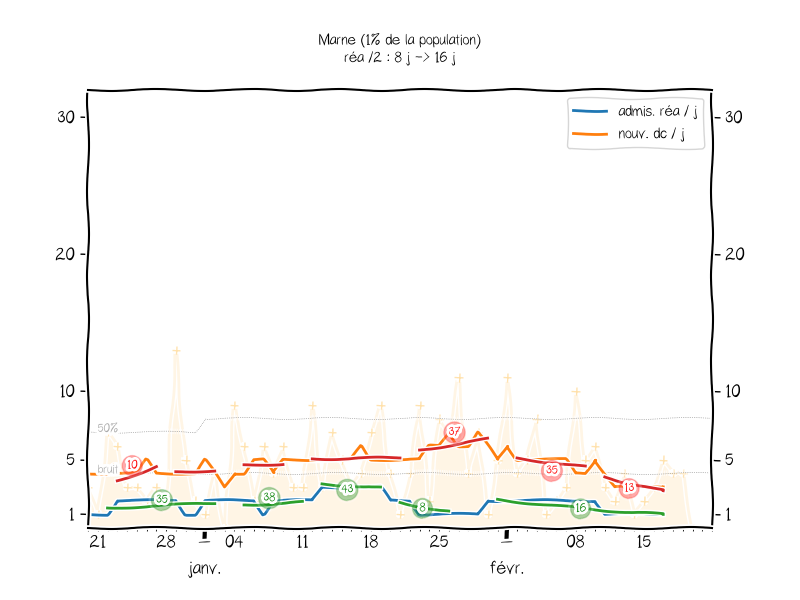 Marne (1% de la population)
réa /2 : 8 j -> 16 j
admis. réa / j
nouv. dc / j
30 30
20 20
10 10
50%
37
10 5 5
bruit 35
35 38 43 13
8 16
1 1
21 28 1 04 11 18 25 1 08 15
janv. févr.